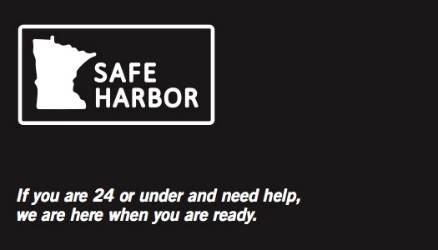 SAFE
HARBOR
If you are 24 or under and need help,
we are here when you are ready.